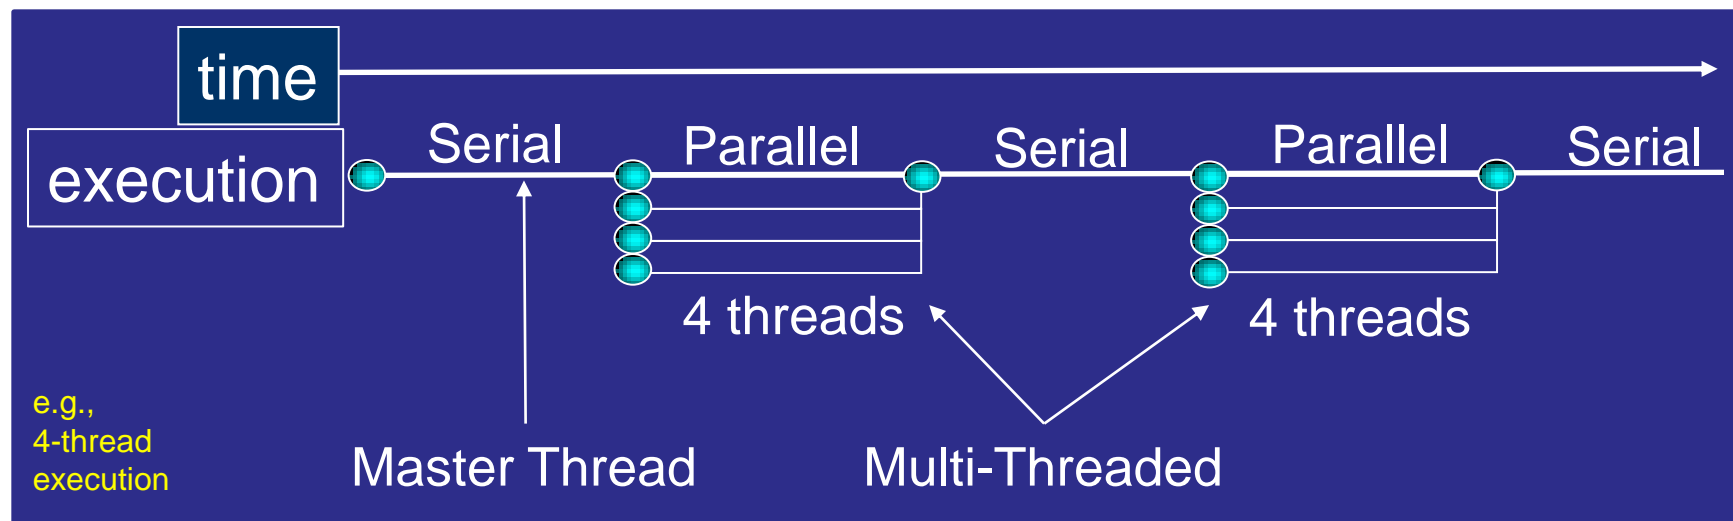 time
execution
Serial
Parallel
Serial
Parallel
Serial
4 threads
4 threads
e.g.,
4-thread
execution
Master Thread
Multi-Threaded